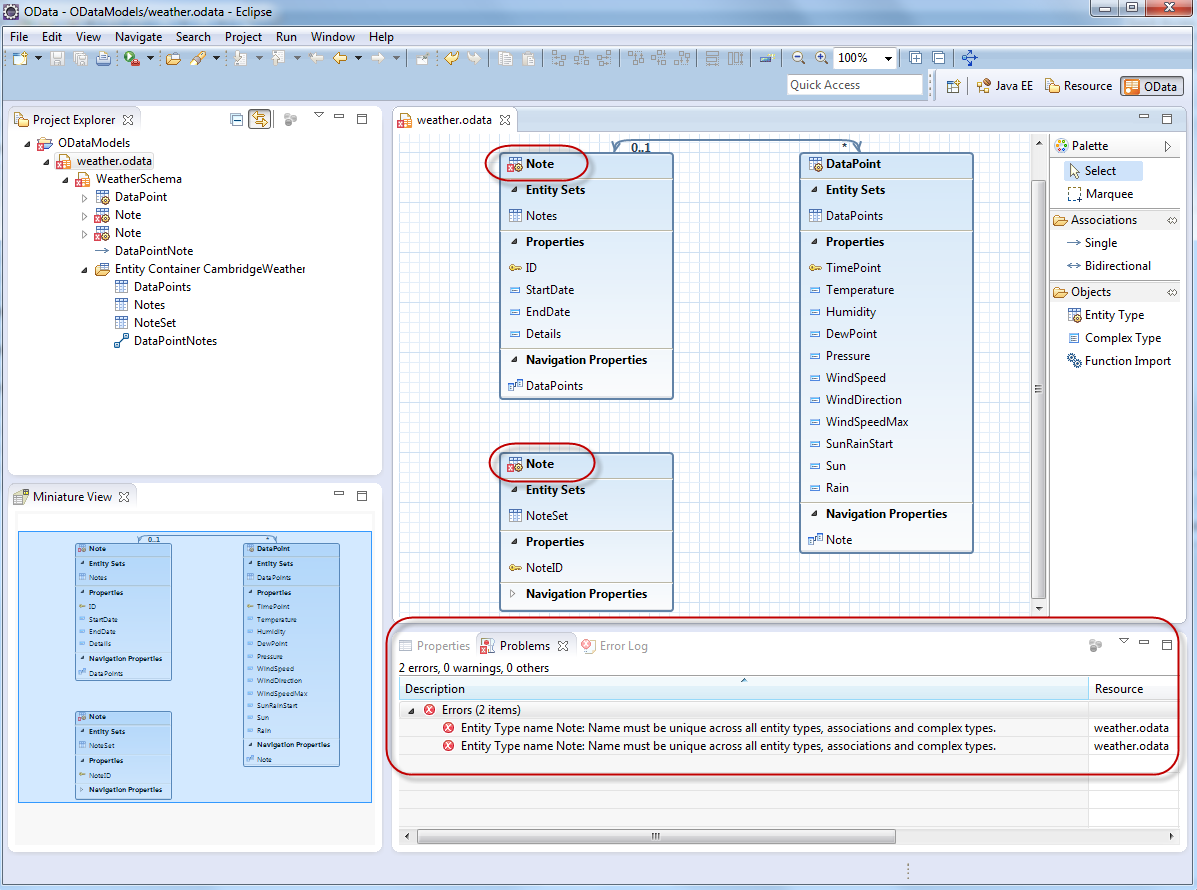 OData - ODataModels/weather.odata - Eclipse
File Edit View Navigate Search Project Run Window Help
100%
Quick Access
Java EE Resource OData
Project Explorer
ODataModels
weather.odata
WeatherSchema
DataPoint
Note
Note
DataPointNote
Entity Container CambridgeWeather
DataPoints
Notes
NoteSet
DataPointNotes
weather.odata
0..1 *
Note
Entity Sets
Notes
Properties
ID
StartDate
EndDate
Details
Navigation Properties
DataPoints
Note
Entity Sets
NoteSet
Properties
NoteID
Navigation Properties
DataPoint
Entity Sets
DataPoints
Properties
TimePoint
Temperature
Humidity
DewPoint
Pressure
WindSpeed
WindDirection
WindSpeedMax
SunRainStart
Sun
Rain
Navigation Properties
Note
Palette
Select
Marquee
Associations
Single
Bidirectional
Objects
Entity Type
Complex Type
Function Import
Miniature View
0..1 *
Note
Entity Sets
Notes
Properties
ID
StartDate
EndDate
Details
Navigation Properties
DataPoints
Note
Entity Sets
NoteSet
Properties
NoteID
Navigation Properties
DataPoint
Entity Sets
DataPoints
Properties
TimePoint
Temperature
Humidity
DewPoint
Pressure
WindSpeed
WindDirection
WindSpeedMax
SunRainStart
Sun
Rain
Navigation Properties
Note
Properties Problems Error Log
2 errors, 0 warnings, 0 others
Description Resource
Errors (2 items)
Entity Type name Note: Name must be unique across all entity types, associations and complex types. weather.odata
Entity Type name Note: Name must be unique across all entity types, associations and complex types. weather.odata